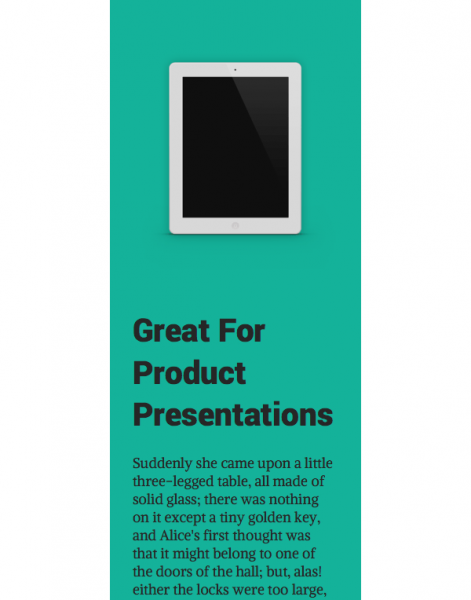 Great For
Product
Presentations
Suddenly she came upon a little
three-legged table, all made of
solid glass; there was nothing
on it except a tiny golden key,
and Alice's first thought was
that it might belong to one of
the doors of the hall; but, alas!
either the locks were too large,